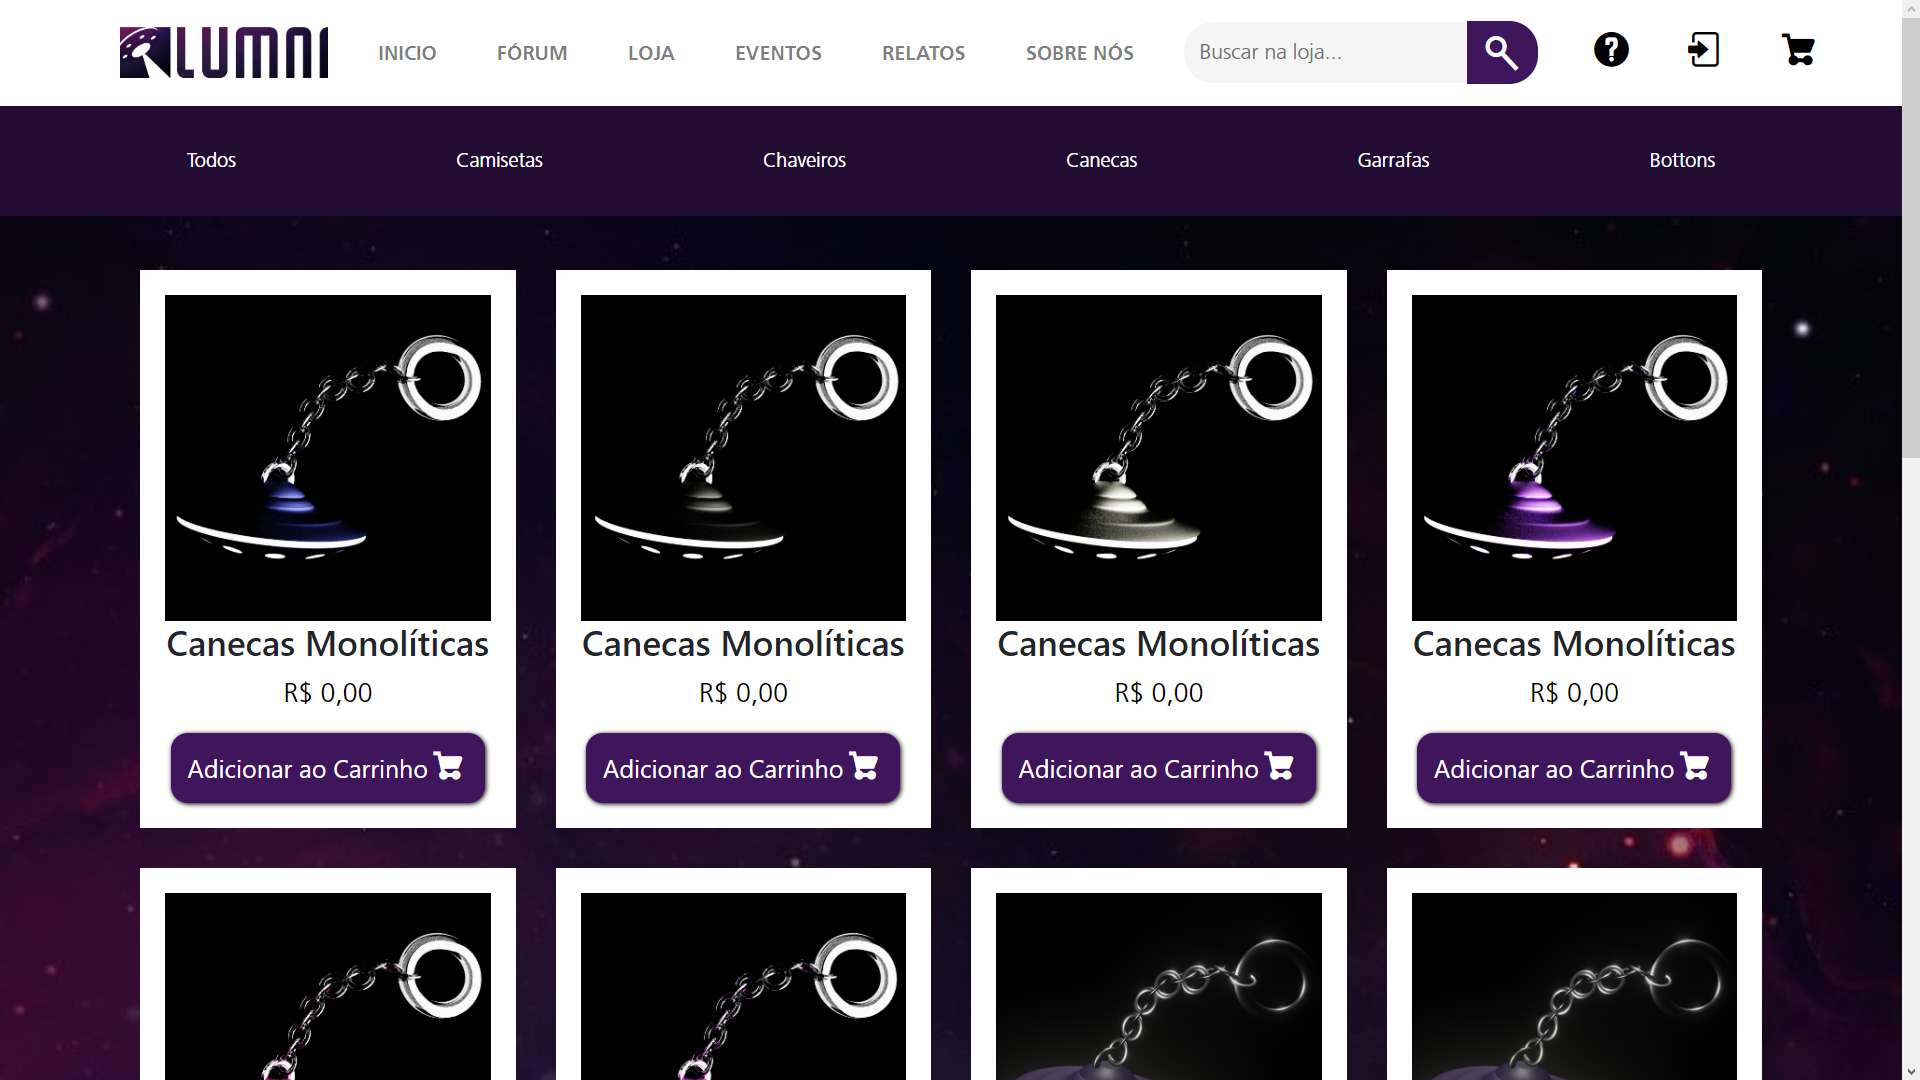 LUMNI INICIO FÓRUM LOJA EVENTOS RELATOS SOBRE NÓS Buscar na loja... ?
Todos Camisetas Chaveiros Canecas Garrafas Bottons
Canecas Monolíticas Canecas Monolíticas Canecas Monolíticas Canecas Monolíticas
R$ 0,00 R$ 0,00 R$ 0,00 R$ 0,00
Adicionar ao Carrinho Adicionar ao Carrinho Adicionar ao Carrinho Adicionar ao Carrinho